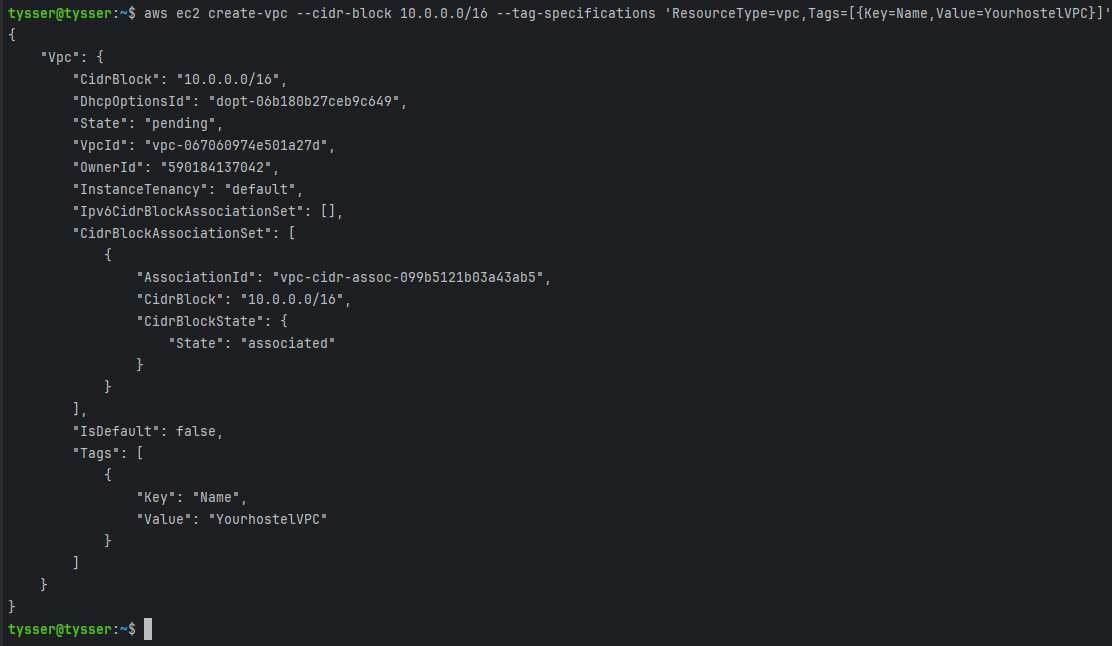 tysser@tysser:~$ aws ec2 create-vpc --cidr-block 10.0.0.0/16 --tag-specifications 'ResourceType=vpc,Tags=[{Key=Name,Value=YourhostelVPC}]'
{
    "Vpc": {
        "CidrBlock": "10.0.0.0/16",
        "DhcpOptionsId": "dopt-06b180b27ceb9c649",
        "State": "pending",
        "VpcId": "vpc-067060974e501a27d",
        "OwnerId": "590184137042",
        "InstanceTenancy": "default",
        "Ipv6CidrBlockAssociationSet": [],
        "CidrBlockAssociationSet": [
            {
                "AssociationId": "vpc-cidr-assoc-099b5121b03a43ab5",
                "CidrBlock": "10.0.0.0/16",
                "CidrBlockState": {
                    "State": "associated"
                }
            }
        ],
        "IsDefault": false,
        "Tags": [
            {
                "Key": "Name",
                "Value": "YourhostelVPC"
            }
        ]
    }
}
tysser@tysser:~$